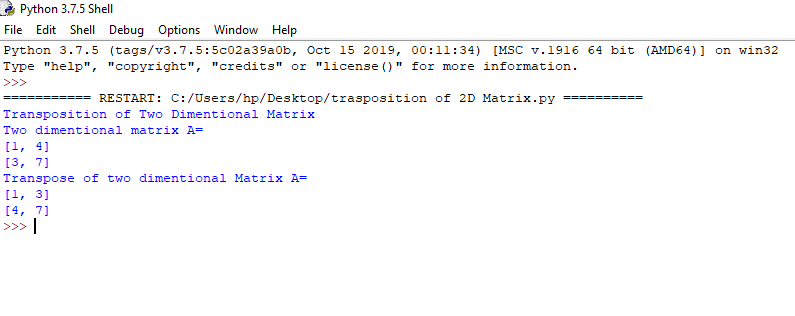 Python 3.7.5 Shell
File Edit Shell Debug Options Window Help
Python 3.7.5 (tags/v3.7.5:5c02a39a0b, Oct 15 2019, 00:11:34) [MSC v.1916 64 bit (AMD64)] on win32
Type "help", "copyright", "credits" or "license()" for more information.
>>>
=========== RESTART: C:/Users/hp/Desktop/trasposition of 2D Matrix.py ==========
Transposition of Two Dimentional Matrix
Two dimentional matrix A=
[1, 4]
[3, 7]
Transpose of two dimentional Matrix A=
[1, 3]
[4, 7]
>>>